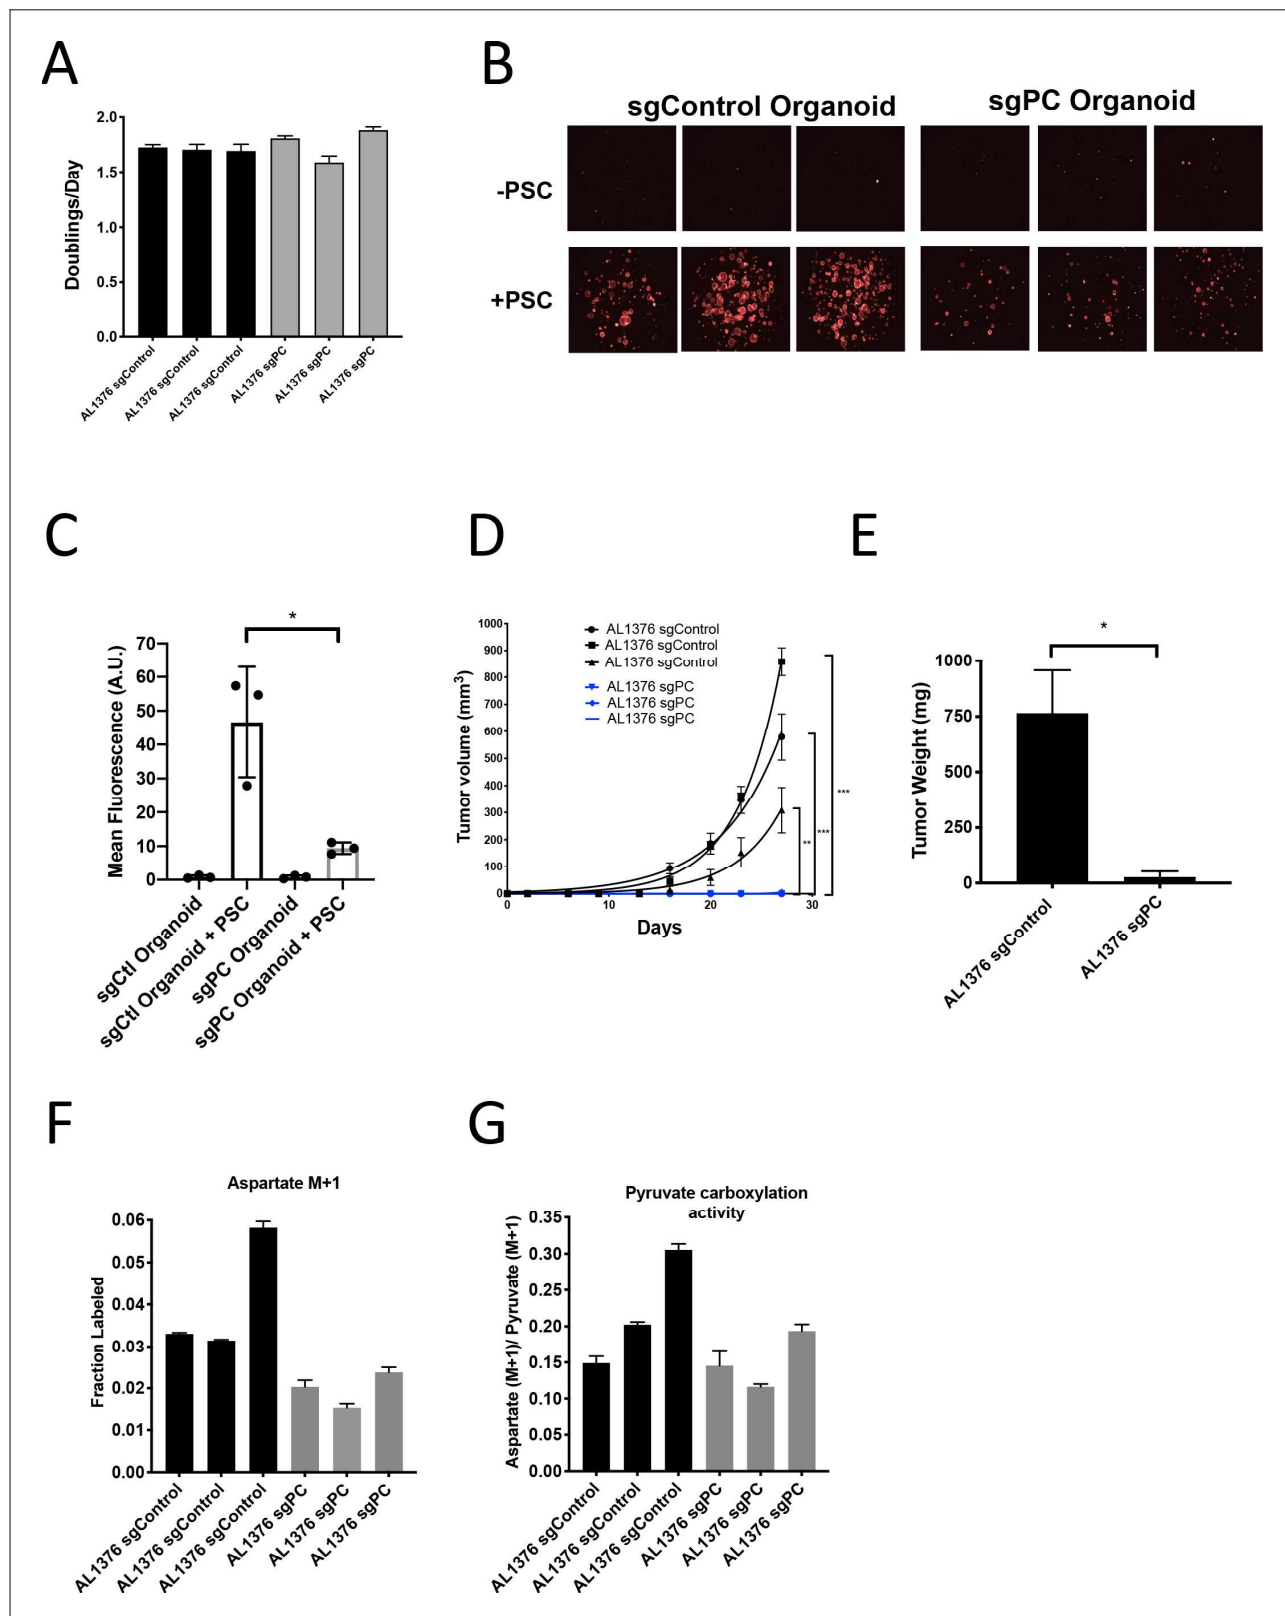 A
2.0
1.5
1.0
0.5
0.0
Doublings/Day
AL1376 sgControl
AL1376 sgControl
AL1376 sgControl
AL1376 sgPC
AL1376 sgPC
AL1376 sgPC
B
sgControl Organoid
sgPC Organoid
-PSC
+PSC
C
*
70
60
50
40
30
20
10
0
Mean Fluorescence (A.U.)
sgCtl Organoid
sgCtl Organoid + PSC
sgPC Organoid
sgPC Organoid + PSC
D
1000
900
800
700
600
500
400
300
200
100
0
Tumor volume (mm3)
AL1376 sgControl
AL1376 sgControl
AL1376 sgControl
AL1376 sgPC
AL1376 sgPC
AL1376 sgPC
**
***
***
0
10
20
30
Days
E
*
1000
750
500
250
0
Tumor Weight (mg)
AL1376 sgControl
AL1376 sgPC
F
Aspartate M+1
0.06
0.05
0.04
0.03
0.02
0.01
0.00
Fraction Labeled
AL1376 sgControl
AL1376 sgControl
AL1376 sgControl
AL1376 sgPC
AL1376 sgPC
AL1376 sgPC
G
Pyruvate carboxylation
activity
0.35
0.30
0.25
0.20
0.15
0.10
0.05
0.00
Aspartate (M+1)/ Pyruvate (M+1)
AL1376 sgControl
AL1376 sgControl
AL1376 sgControl
AL1376 sgPC
AL1376 sgPC
AL1376 sgPC